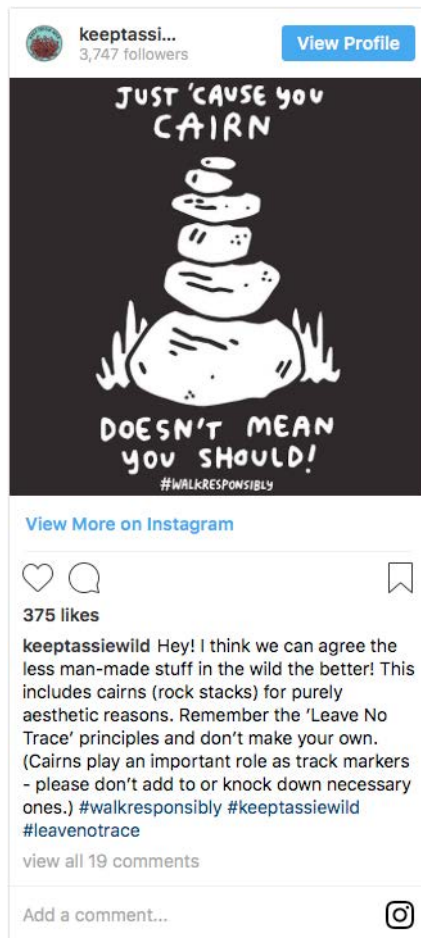 keeptassi...
3,747 followers
View Profile
JUST 'CAUSE YOU
CAIRN
DOESN'T MEAN
YOU SHOULD!
#WALKRESPONSIBLY
View More on Instagram
375 likes
keeptassiewild Hey! I think we can agree the
less man-made stuff in the wild the better! This
includes cairns (rock stacks) for purely
aesthetic reasons. Remember the 'Leave No
Trace' principles and don't make your own.
(Cairns play an important role as track markers
- please don't add to or knock down necessary
ones.) #walkresponsibly #keeptassiewild
#leavenotrace
view all 19 comments
Add a comment...